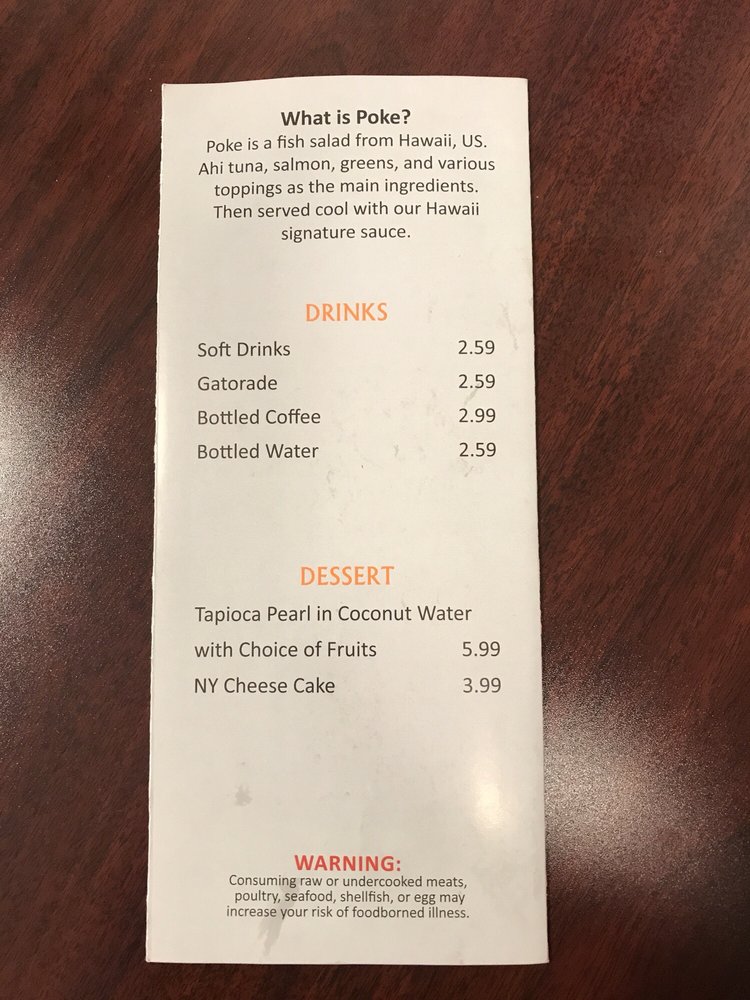 What is Poke?
Poke is a fish salad from Hawaii, US.
Ahi tuna, salmon, greens, and various
toppings as the main ingredients.
Then served cool with our Hawaii
signature sauce.
DRINKS
Soft Drinks 2.59
Gatorade 2.59
Bottled Coffee 2.99
Bottled Water 2.59
DESSERT
Tapioca Pearl in Coconut Water
with Choice of Fruits 5.99
NY Cheese Cake 3.99
WARNING:
Consuming raw or undercooked meats,
poultry, seafood, shellfish, or egg may
increase your risk of foodborned illness.